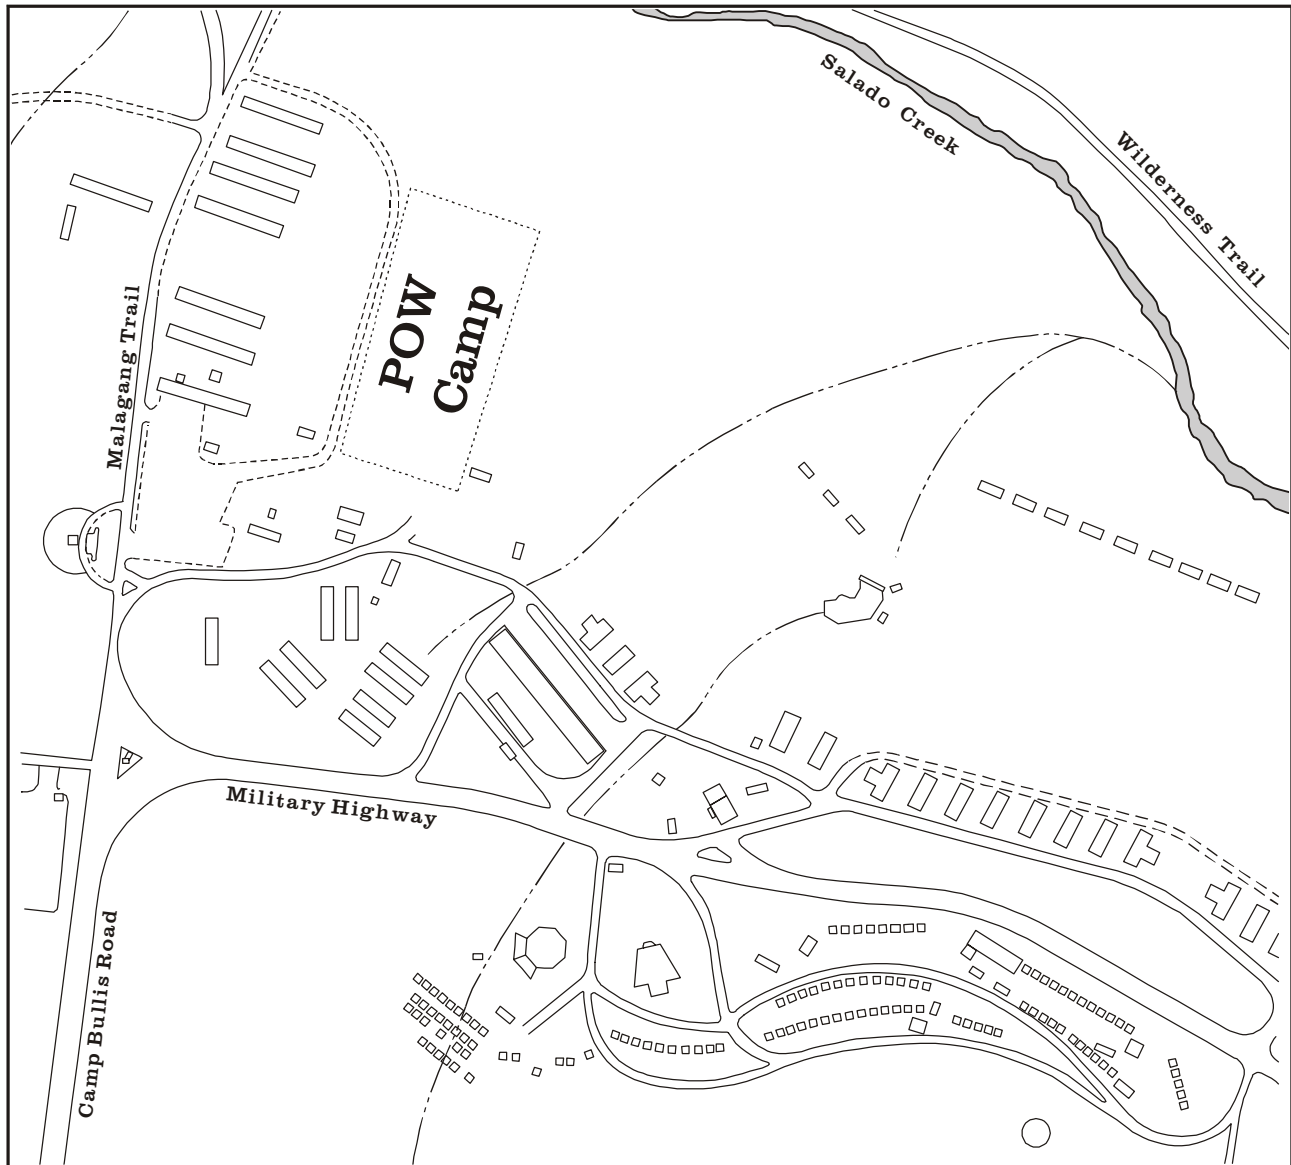 Salado Creek
Wilderness Trail
POW
Camp
Malagang Trail
Military Highway
Camp Bullis Road